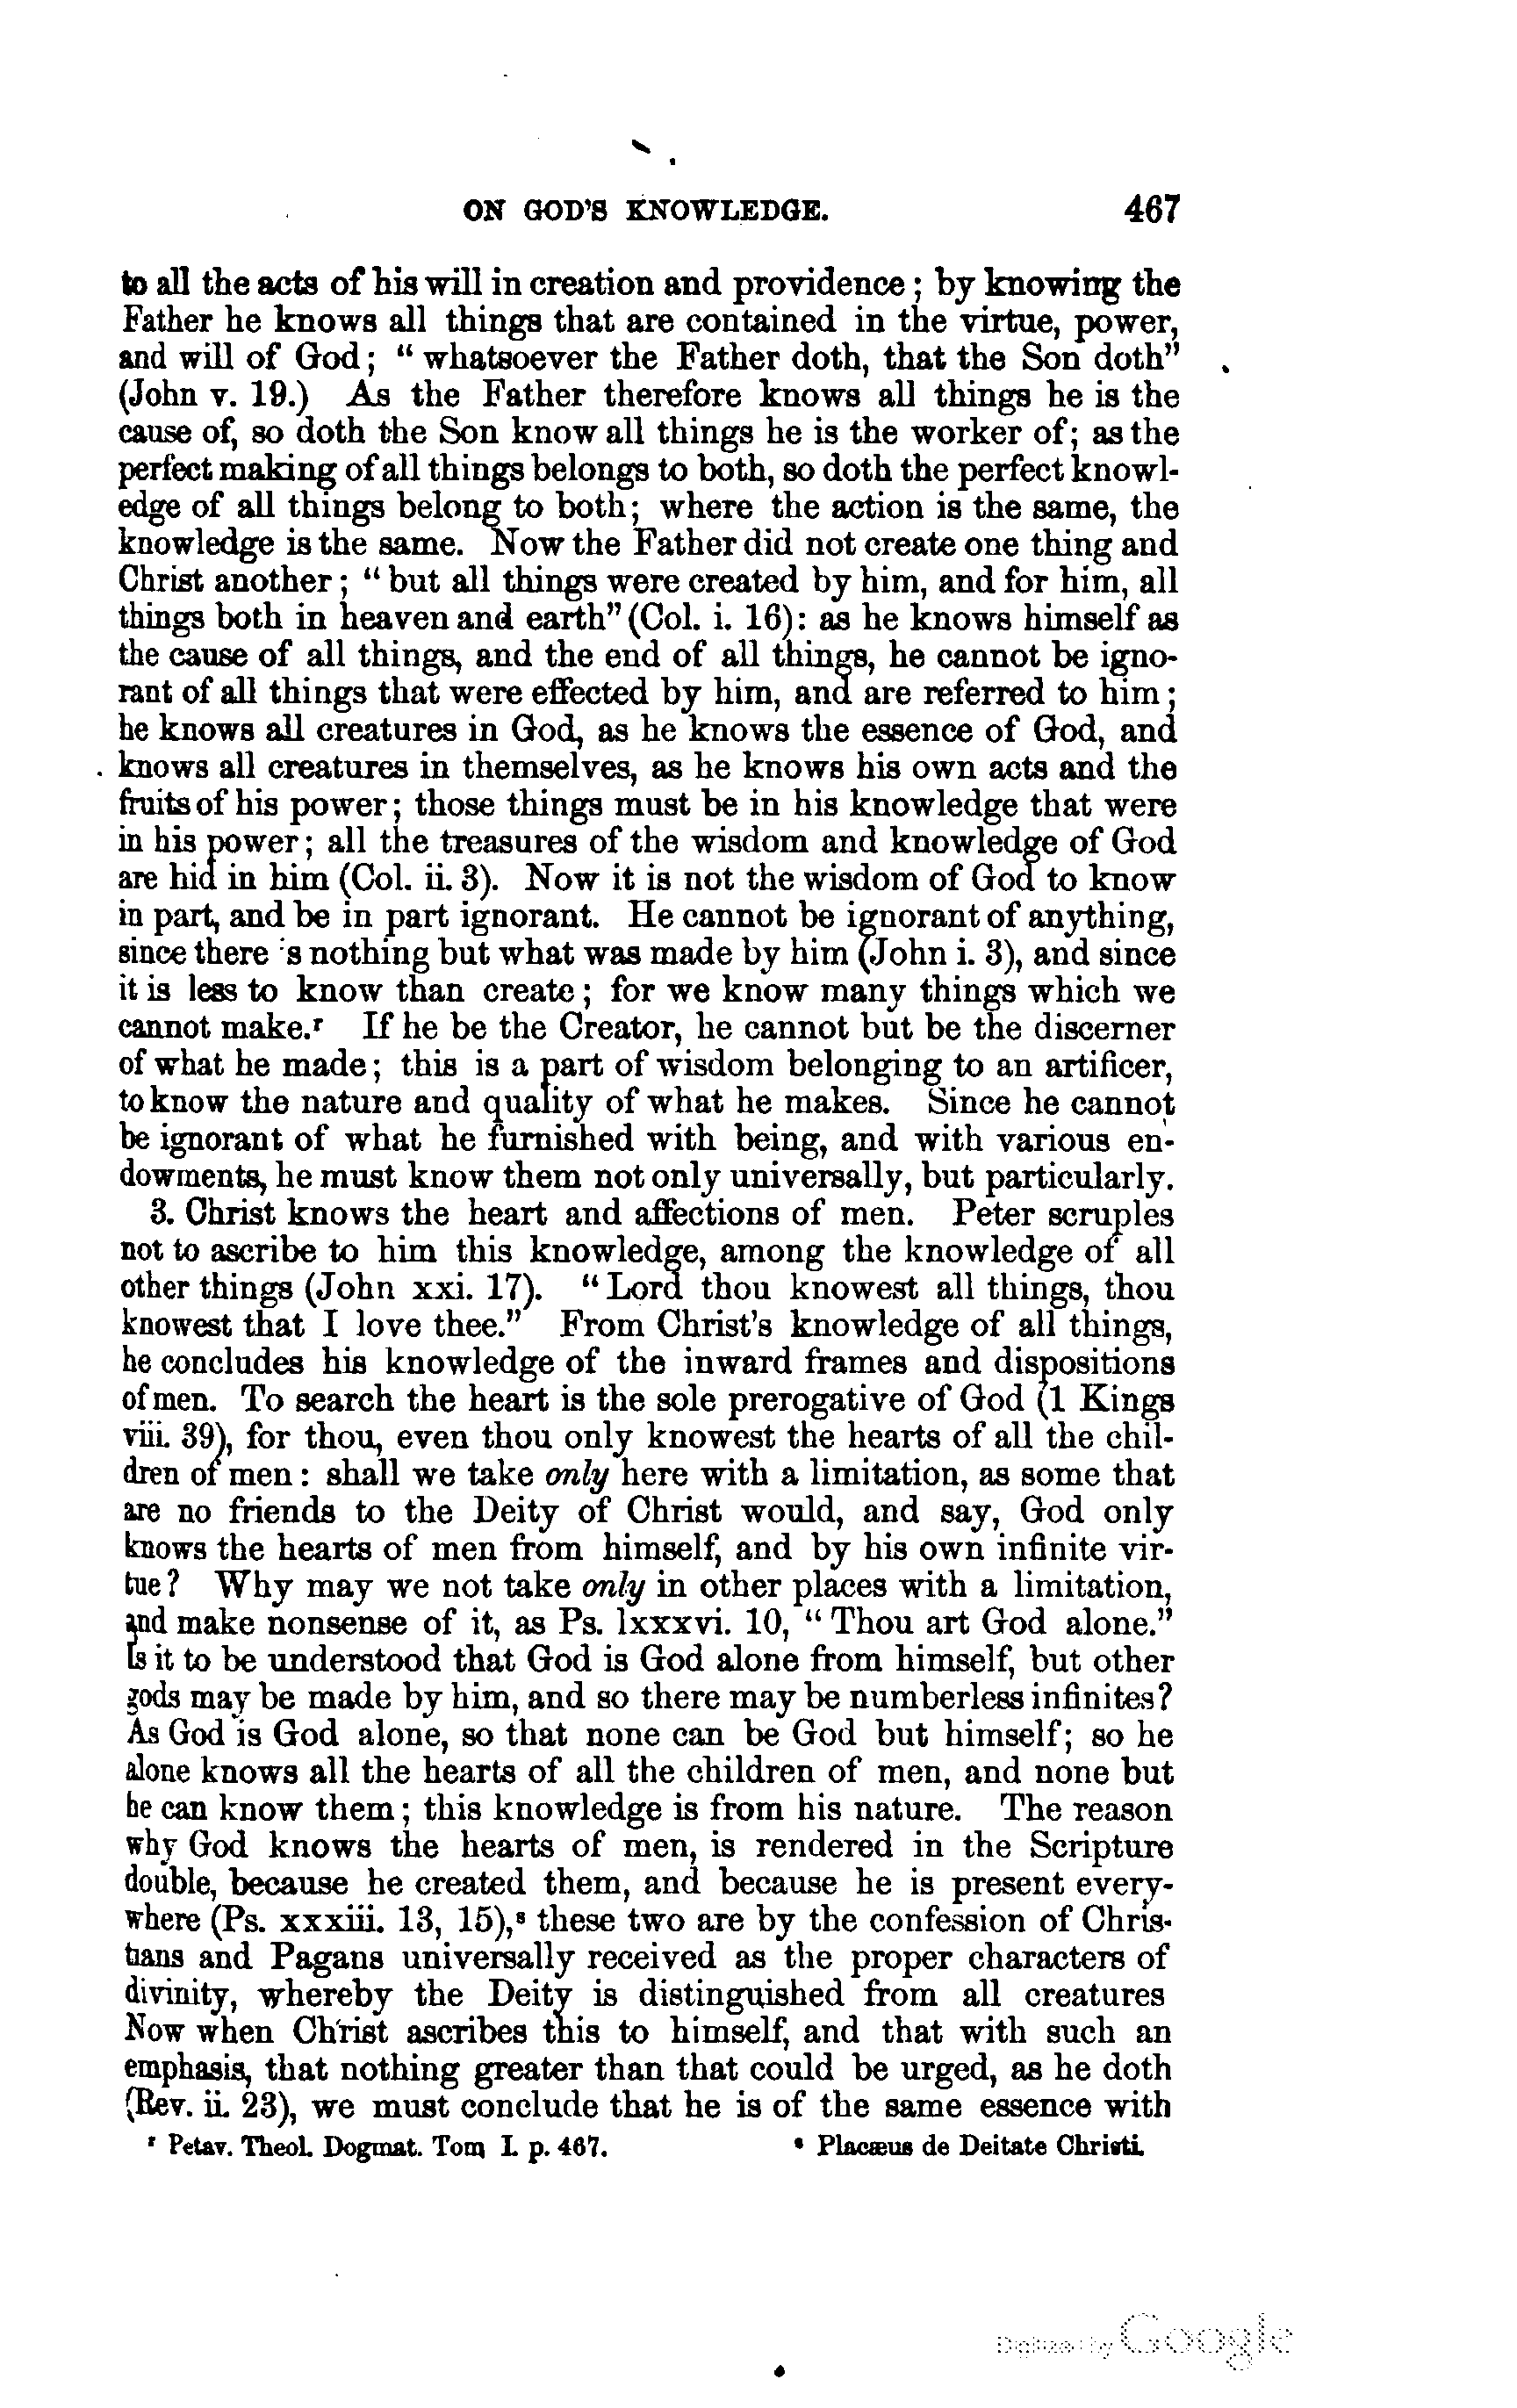 ON GOD'S KNOWLEDGE. 467
to all the acts of his will in creation and providence; by knowing the
Father he knows all things that are contained in the virtue, power,
and will of God; "whatsoever the Father doth, that the Son doth"
(John v. 19.) As the Father therefore knows all things he is the
cause of, so doth the Son know all things he is the worker of; as the
perfect making of all things belongs to both, so doth the perfect knowl-
edge of all things belong to both; where the action is the same, the
knowledge is the same. Now the Father did not create one thing and
Christ another; "but all things were created by him, and for him, all
things both in heaven and earth" (Col. i. 16): as he knows himself as
the cause of all things, and the end of all things, he cannot be igno-
rant of all things that were effected by him, and are referred to him;
he knows all creatures in God, as he knows the essence of God, and
knows all creatures in themselves, as he knows his own acts and the
fruits of his power; those things must be in his knowledge that were
in his power; all the treasures of the wisdom and knowledge of God
are hid in him (Col. ii. 3). Now it is not the wisdom of God to know
in part, and be in part ignorant. He cannot be ignorant of anything,
since there is nothing but what was made by him (John i. 3), and since
it is less to know than create; for we know many things which we
cannot make.r If he be the Creator, he cannot but be the discerner
of what he made; this is a part of wisdom belonging to an artificer,
to know the nature and quality of what he makes. Since he cannot
be ignorant of what he furnished with being, and with various en-
dowments, he must know them not only universally, but particularly.
3. Christ knows the heart and affections of men. Peter scruples
not to ascribe to him this knowledge, among the knowledge of all
other things (John xxi. 17). "Lord thou knowest all things, thou
knowest that I love thee." From Christ's knowledge of all things,
he concludes his knowledge of the inward frames and dispositions
of men. To search the heart is the sole prerogative of God (1 Kings
viii. 39), for thou, even thou only knowest the hearts of all the chil-
dren of men: shall we take only here with a limitation, as some that
are no friends to the Deity of Christ would, and say, God only
knows the hearts of men from himself, and by his own infinite vir-
tue? Why may we not take only in other places with a limitation,
and make nonsense of it, as Ps. lxxxvi. 10, "Thou art God alone."
Is it to be understood that God is God alone from himself, but other
gods may be made by him, and so there may be numberless infinites?
As God is God alone, so that none can be God but himself; so he
alone knows all the hearts of all the children of men, and none but
he can know them; this knowledge is from his nature. The reason
why God knows the hearts of men, is rendered in the Scripture
double, because he created them, and because he is present every-
where (Ps. xxxiii. 13, 15),s these two are by the confession of Chris-
tians and Pagans universally received as the proper characters of
divinity, whereby the Deity is distinguished from all creatures
Now when Christ ascribes this to himself, and that with such an
emphasis, that nothing greater than that could be urged, as he doth
(Rev. ii. 23), we must conclude that he is of the same essence with
r Petav. Theol. Dogmat. Tom I. p. 467. s Placæus de Deitate Christi.
Digitized by Google